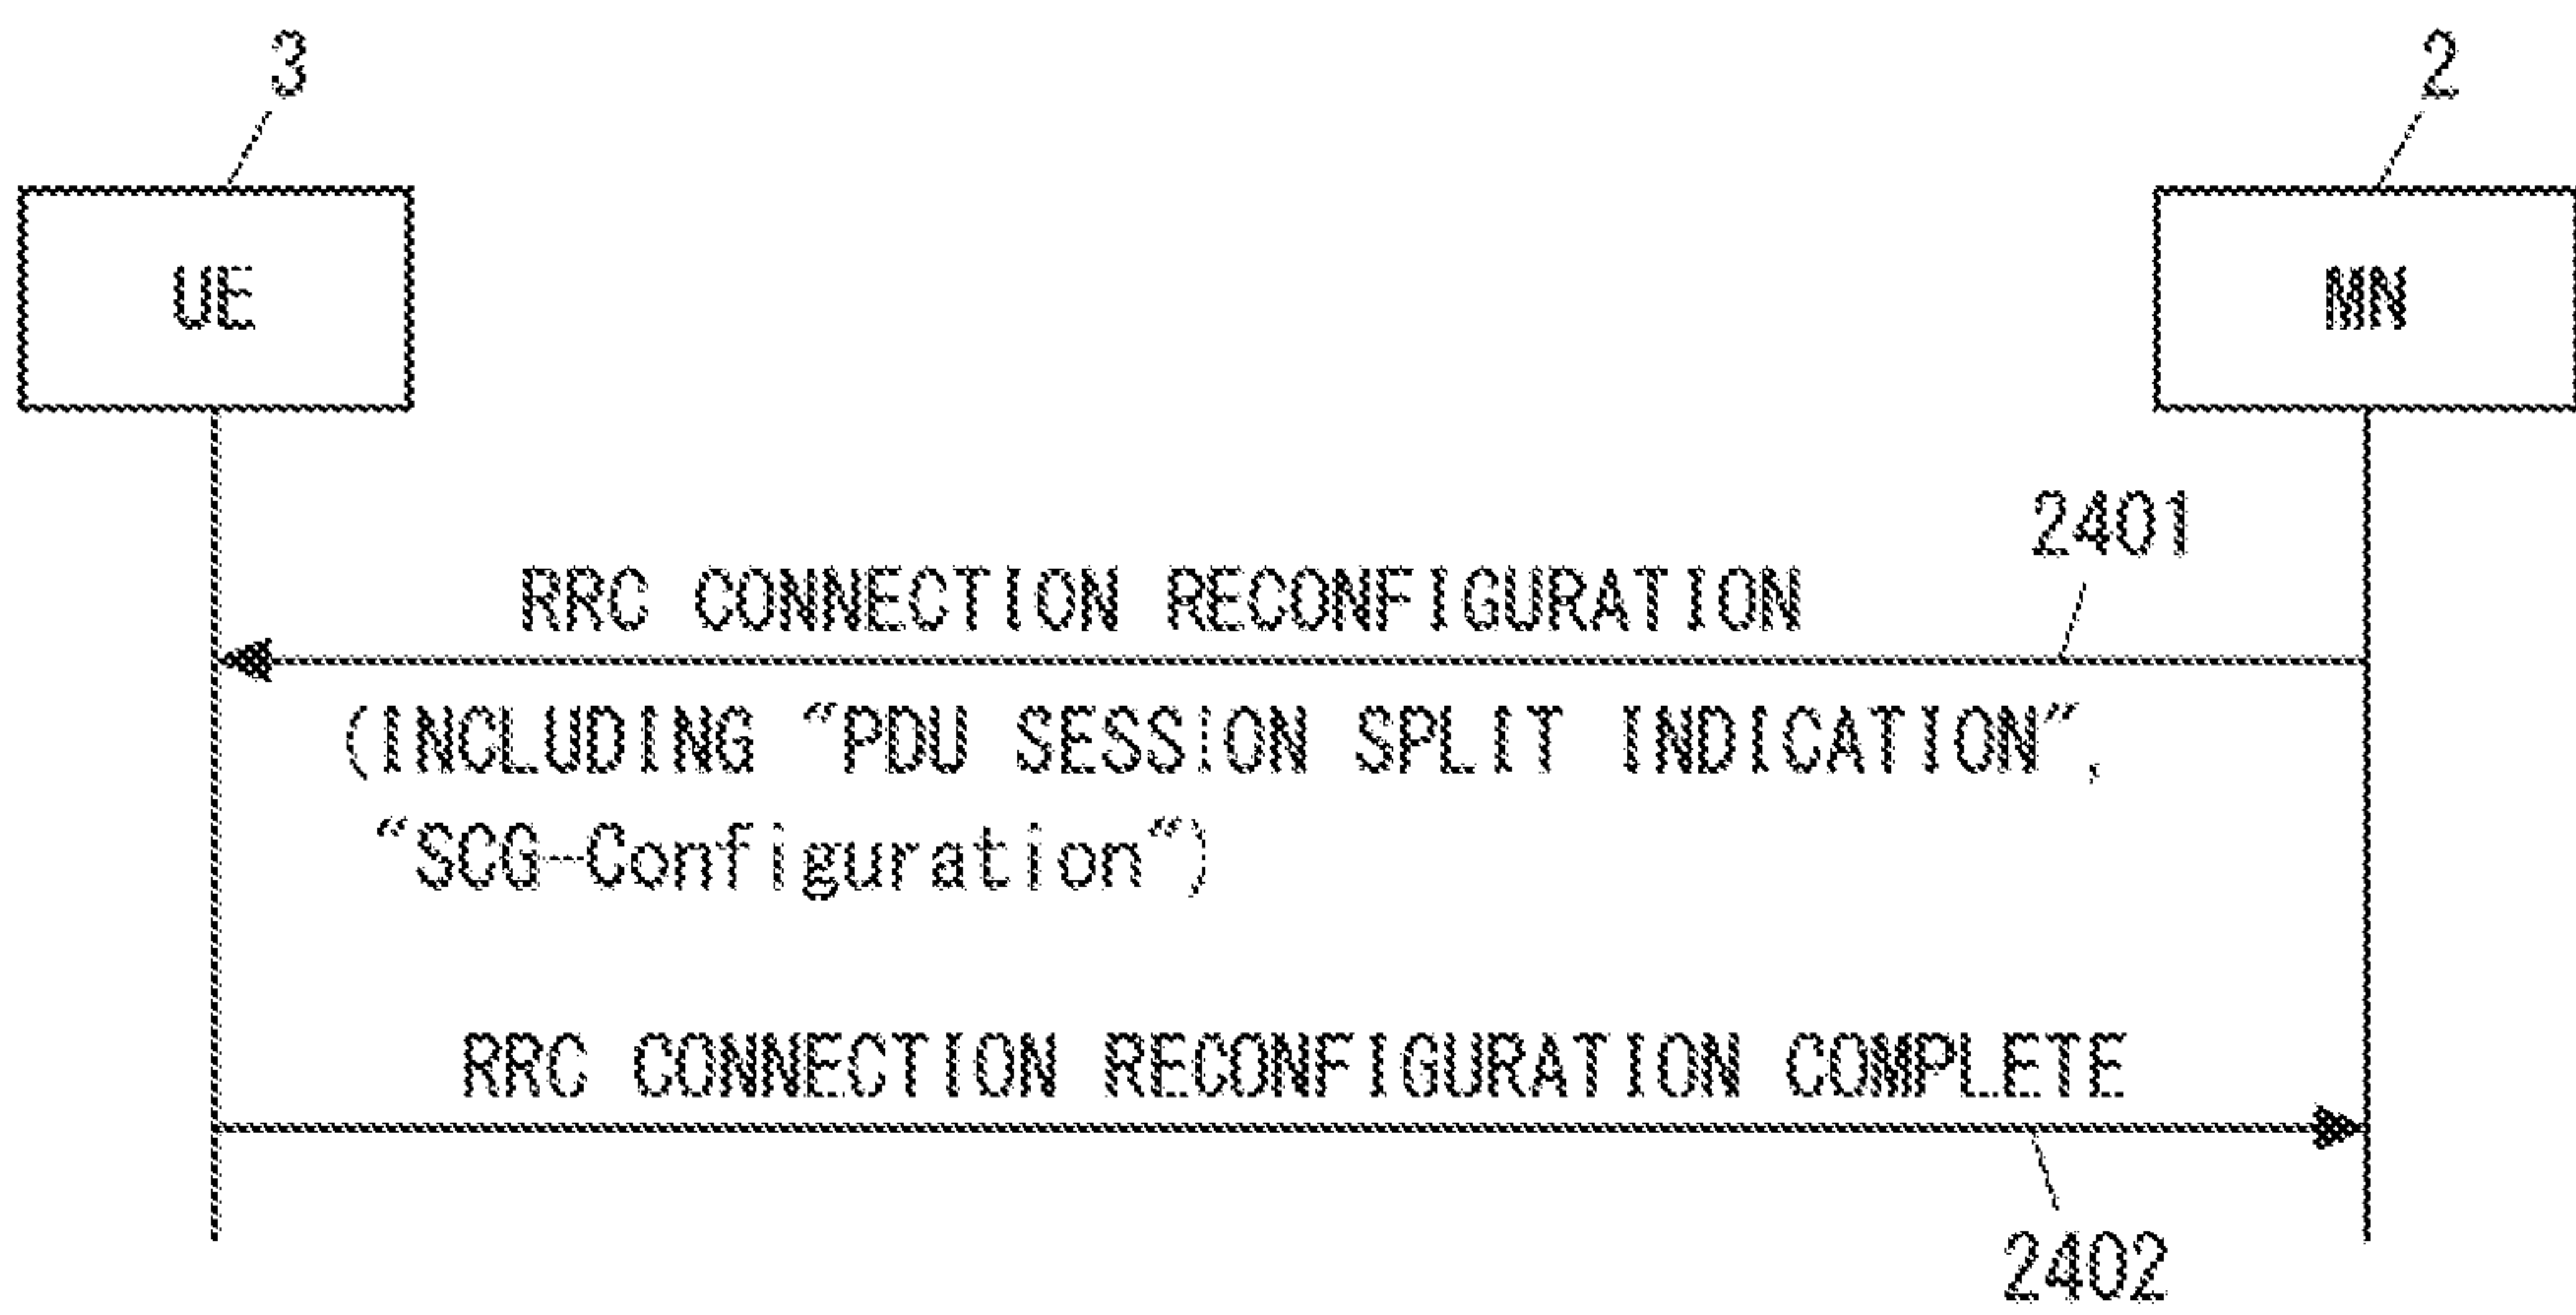 3
2
UE
MN
2401
RRC CONNECTION RECONFIGURATION
(INCLUDING “PDU SESSION SPLIT INDICATION”,
“SCG-Configuration“)
RRC CONNECTION RECONFIGURATION COMPLETE
2402